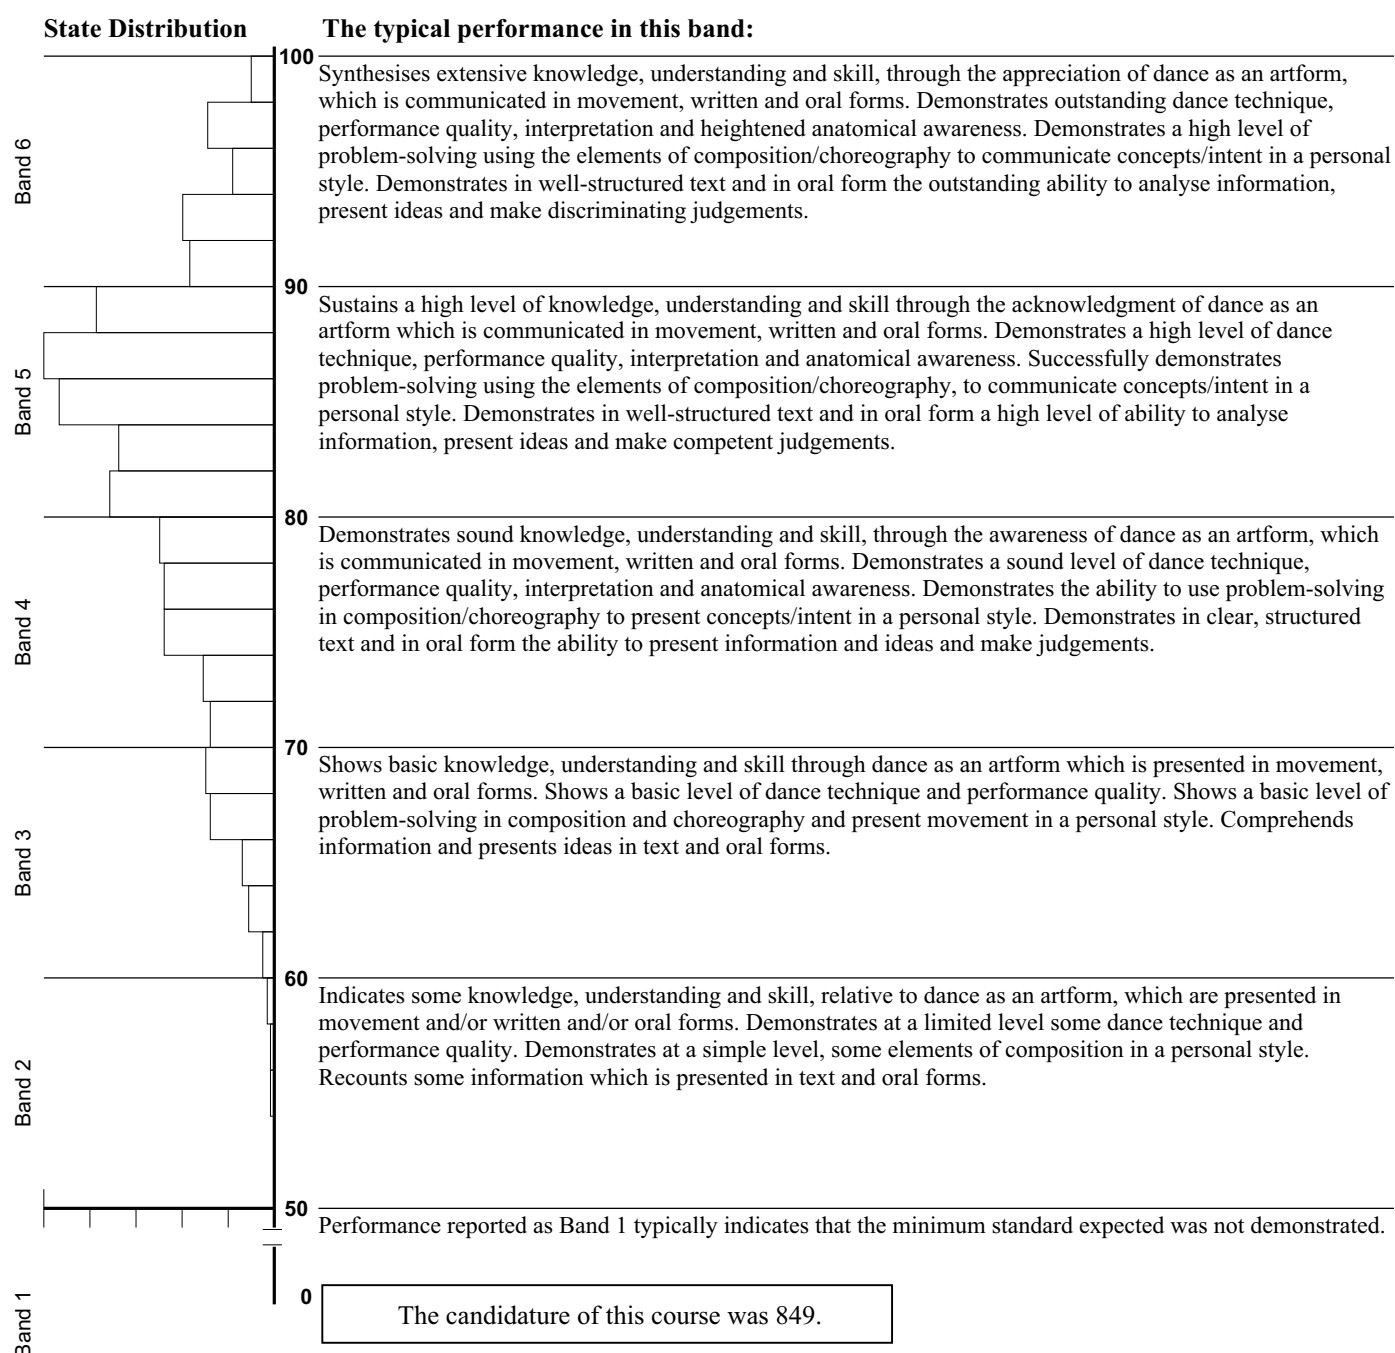 State Distribution
The typical performance in this band:
100
Band 6
Synthesises extensive knowledge, understanding and skill, through the appreciation of dance as an artform,
which is communicated in movement, written and oral forms. Demonstrates outstanding dance technique,
performance quality, interpretation and heightened anatomical awareness. Demonstrates a high level of
problem-solving using the elements of composition/choreography to communicate concepts/intent in a personal
style. Demonstrates in well-structured text and in oral form the outstanding ability to analyse information,
present ideas and make discriminating judgements.
90
Band 5
Sustains a high level of knowledge, understanding and skill through the acknowledgment of dance as an
artform which is communicated in movement, written and oral forms. Demonstrates a high level of dance
technique, performance quality, interpretation and anatomical awareness. Successfully demonstrates
problem-solving using the elements of composition/choreography, to communicate concepts/intent in a
personal style. Demonstrates in well-structured text and in oral form a high level of ability to analyse
information, present ideas and make competent judgements.
80
Band 4
Demonstrates sound knowledge, understanding and skill, through the awareness of dance as an artform, which
is communicated in movement, written and oral forms. Demonstrates a sound level of dance technique,
performance quality, interpretation and anatomical awareness. Demonstrates the ability to use problem-solving
in composition/choreography to present concepts/intent in a personal style. Demonstrates in clear, structured
text and in oral form the ability to present information and ideas and make judgements.
70
Band 3
Shows basic knowledge, understanding and skill through dance as an artform which is presented in movement,
written and oral forms. Shows a basic level of dance technique and performance quality. Shows a basic level of
problem-solving in composition and choreography and present movement in a personal style. Comprehends
information and presents ideas in text and oral forms.
60
Band 2
Indicates some knowledge, understanding and skill, relative to dance as an artform, which are presented in
movement and/or written and/or oral forms. Demonstrates at a limited level some dance technique and
performance quality. Demonstrates at a simple level, some elements of composition in a personal style.
Recounts some information which is presented in text and oral forms.
50
Performance reported as Band 1 typically indicates that the minimum standard expected was not demonstrated.
0
Band 1
The candidature of this course was 849.